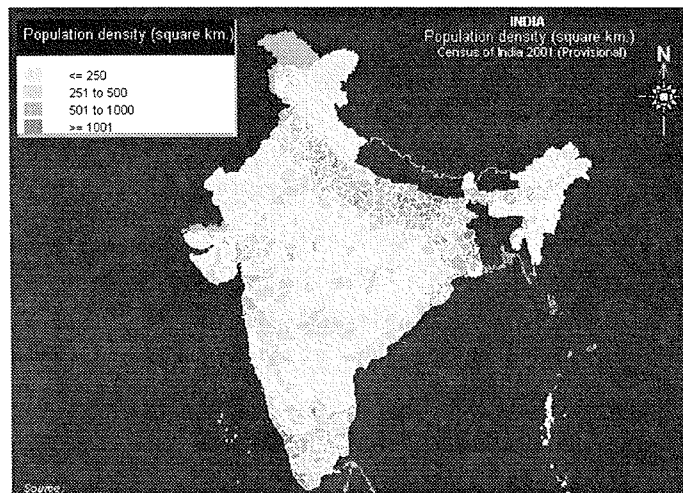 Population density (square km.)
<= 250
251 to 500
501 to 1000
>= 1001
INDIA
Population density (square km.)
Census of India 2001 (Provisional)
N
Source